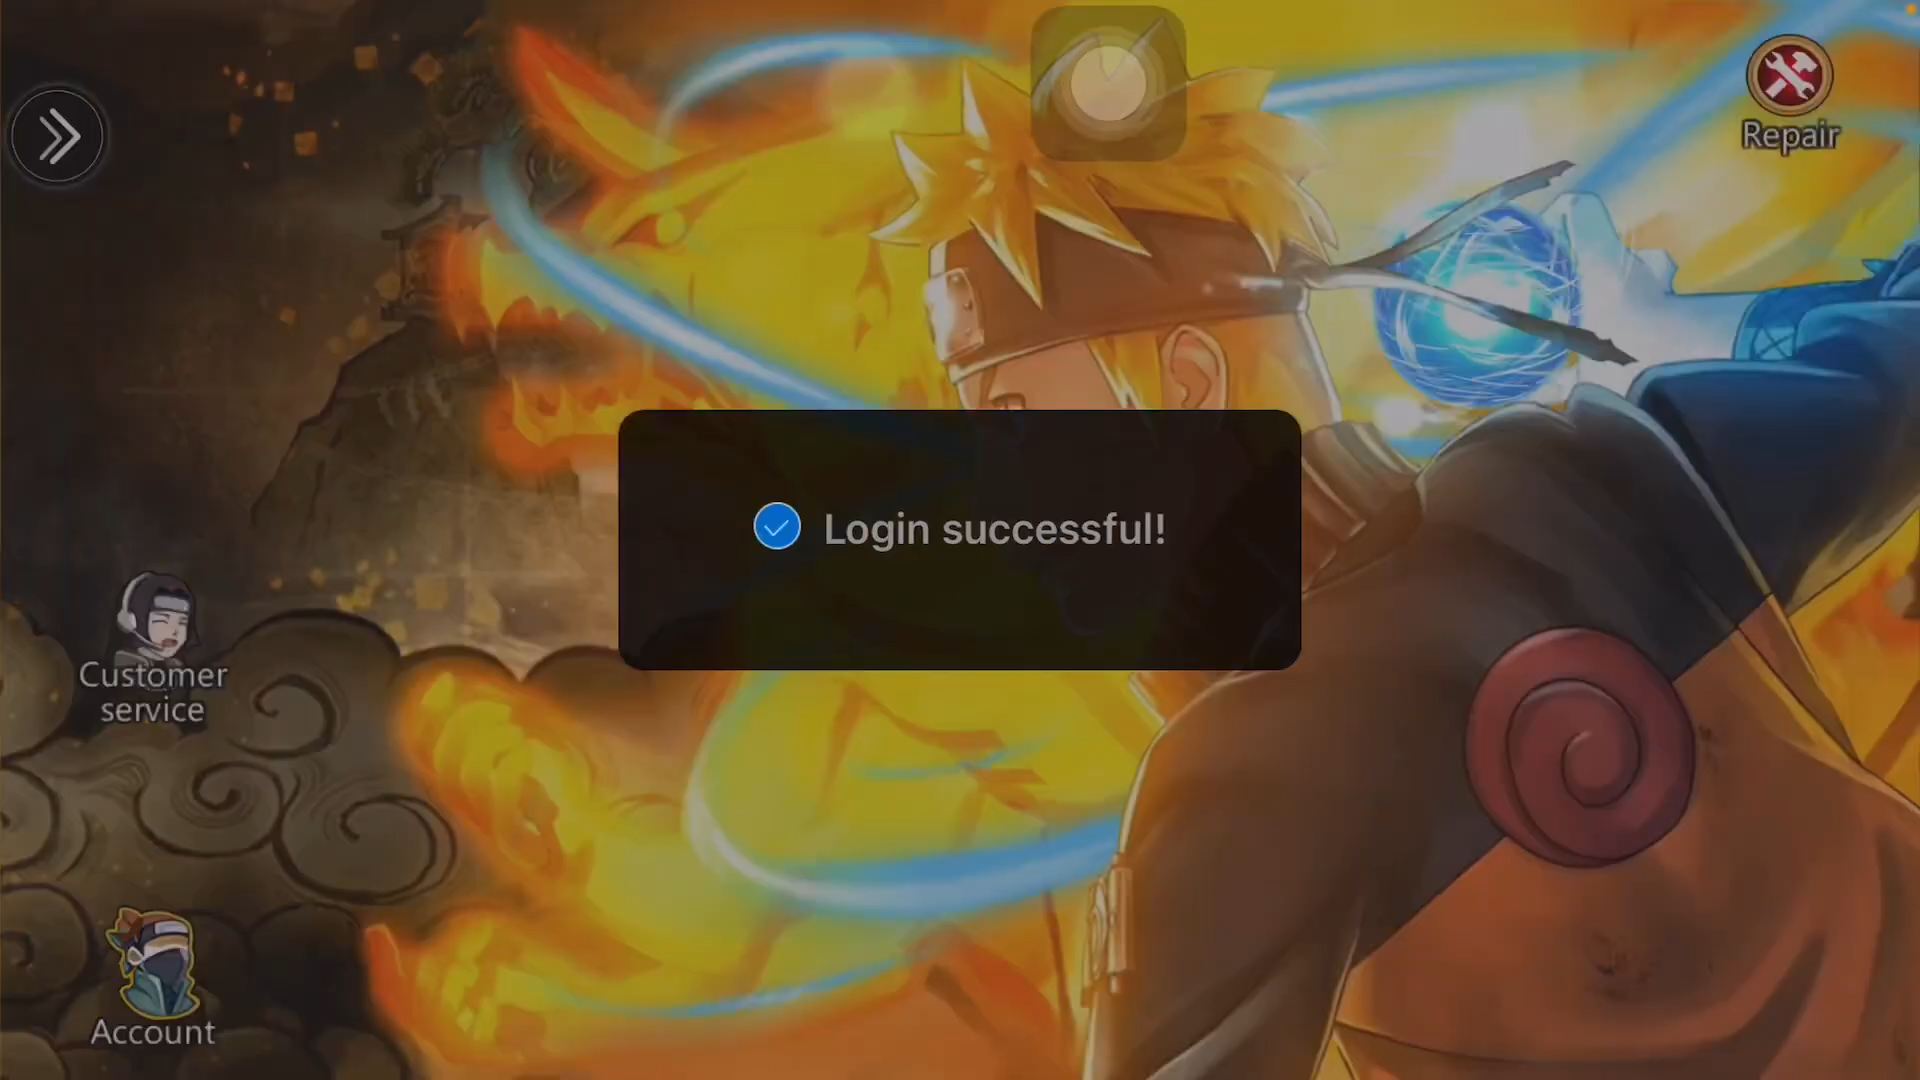 Repair
Login successful!
Customer
service
Account